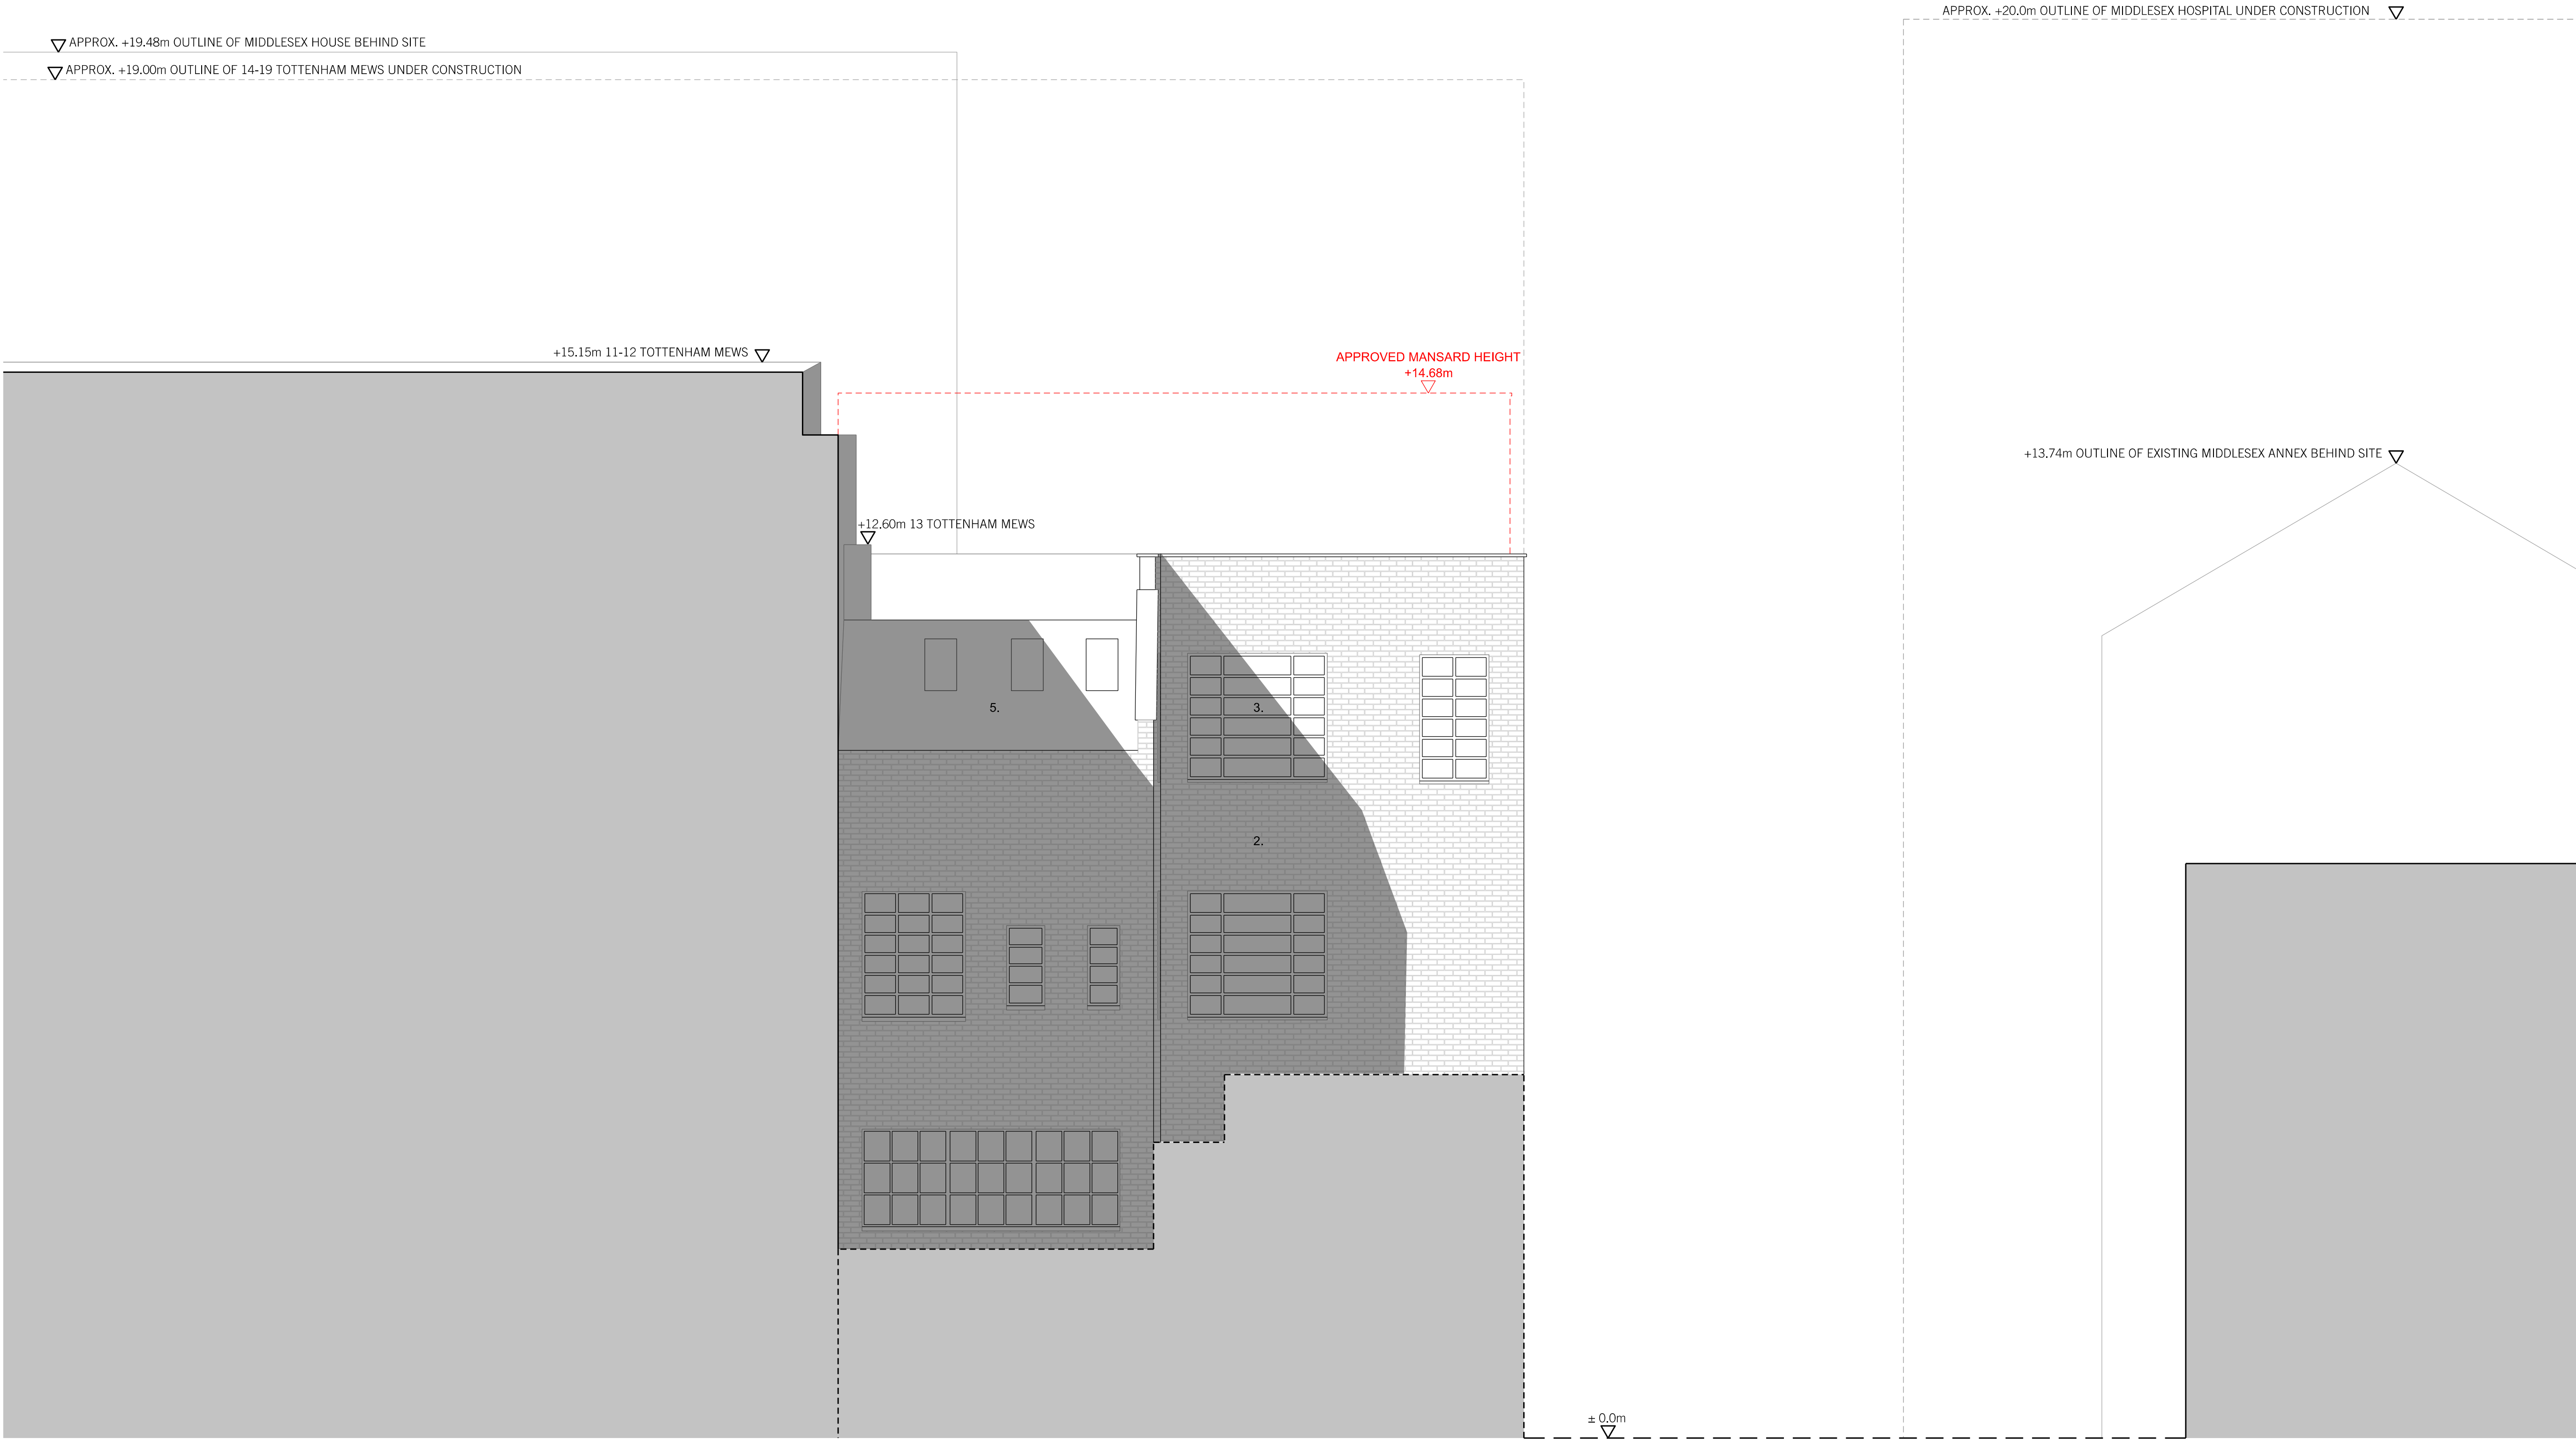 APPROX. +20.0m OUTLINE OF MIDDLESEX HOSPITAL UNDER CONSTRUCTION
APPROX. +19.48m OUTLINE OF MIDDLESEX HOUSE BEHIND SITE
APPROX. +19.00m OUTLINE OF 14-19 TOTTENHAM MEWS UNDER CONSTRUCTION
+15.15m 11-12 TOTTENHAM MEWS
APPROVED MANSARD HEIGHT
+14.68m
+13.74m OUTLINE OF EXISTING MIDDLESEX ANNEX BEHIND SITE
+12.60m 13 TOTTENHAM MEWS
5.
3.
2.
± 0.0m